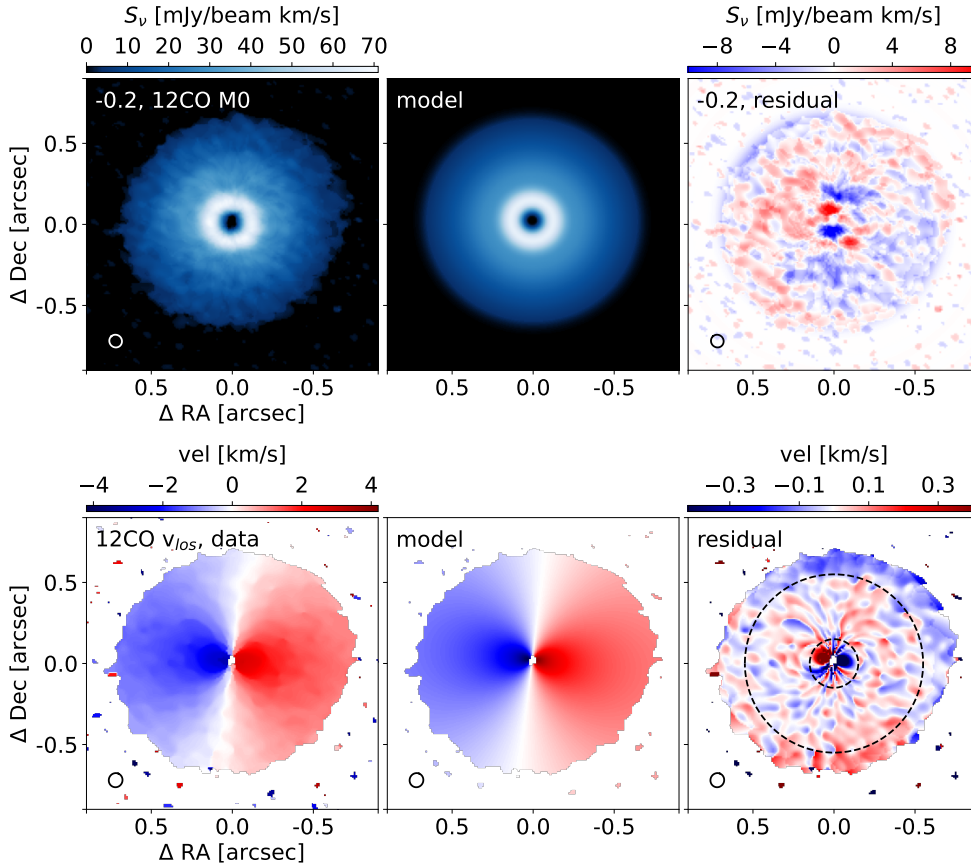 S_ν [mJy/beam km/s]
0 10 20 30 40 50 60 70
S_ν [mJy/beam km/s]
−8 −4 0 4 8
-0.2, 12CO M0
model
-0.2, residual
Δ Dec [arcsec]
0.5
0.0
-0.5
0.5 0.0 -0.5
0.5 0.0 -0.5
0.5 0.0 -0.5
Δ RA [arcsec]
vel [km/s]
−4 −2 0 2 4
vel [km/s]
−0.3 −0.1 0.1 0.3
12CO v_los, data
model
residual
Δ Dec [arcsec]
0.5
0.0
-0.5
0.5 0.0 -0.5
0.5 0.0 -0.5
0.5 0.0 -0.5
Δ RA [arcsec]